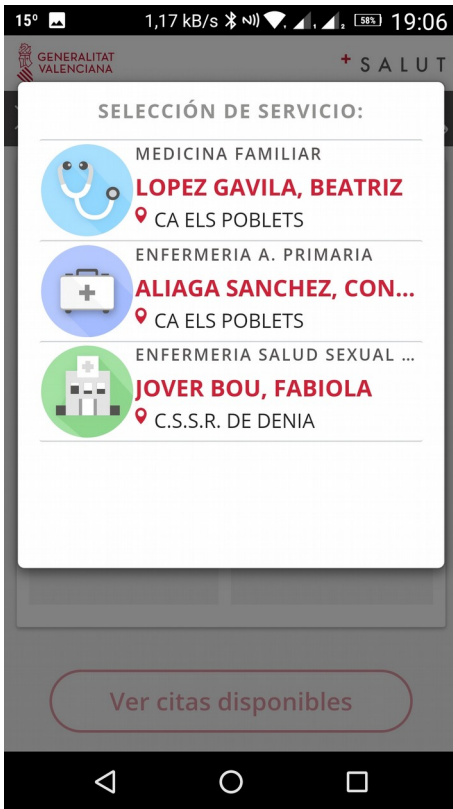 15° 1,17 kB/s 1 2 58% 19:06
GENERALITAT
VALENCIANA
+ SALUT
SELECCIÓN DE SERVICIO:
MEDICINA FAMILIAR
LOPEZ GAVILA, BEATRIZ
CA ELS POBLETS
ENFERMERIA A. PRIMARIA
ALIAGA SANCHEZ, CON...
CA ELS POBLETS
ENFERMERIA SALUD SEXUAL ...
JOVER BOU, FABIOLA
C.S.S.R. DE DENIA
Ver citas disponibles